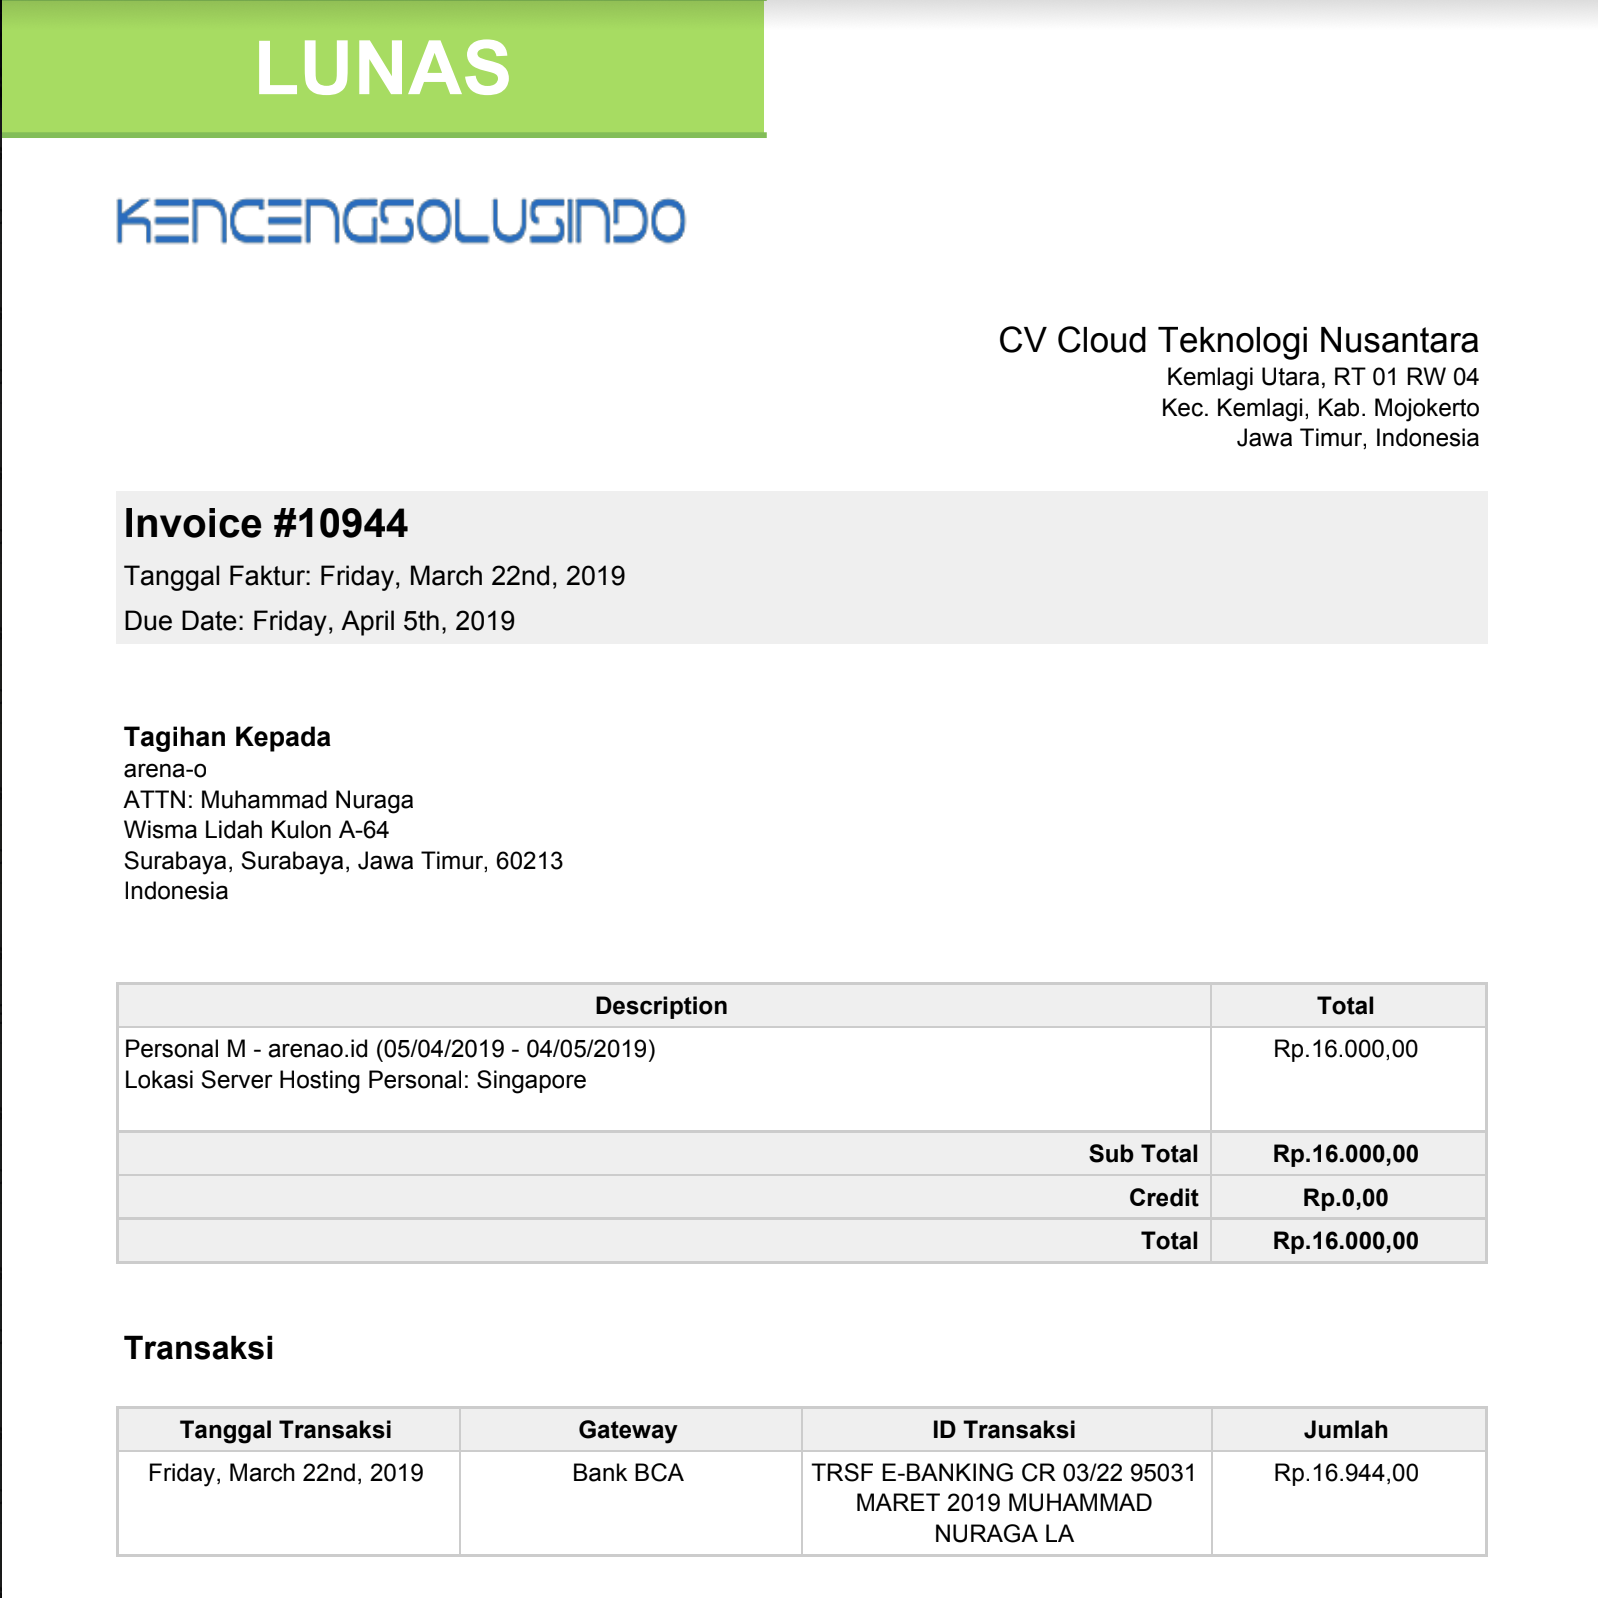 LUNAS
KENCENGSOLUSINDO
CV Cloud Teknologi Nusantara
Kemlagi Utara, RT 01 RW 04
Kec. Kemlagi, Kab. Mojokerto
Jawa Timur, Indonesia
Invoice #10944
Tanggal Faktur: Friday, March 22nd, 2019
Due Date: Friday, April 5th, 2019
Tagihan Kepada
arena-o
ATTN: Muhammad Nuraga
Wisma Lidah Kulon A-64
Surabaya, Surabaya, Jawa Timur, 60213
Indonesia
Description Total
Personal M - arenao.id (05/04/2019 - 04/05/2019) Rp.16.000,00
Lokasi Server Hosting Personal: Singapore
Sub Total Rp.16.000,00
Credit Rp.0,00
Total Rp.16.000,00
Transaksi
Tanggal Transaksi Gateway ID Transaksi Jumlah
Friday, March 22nd, 2019 Bank BCA TRSF E-BANKING CR 03/22 95031 Rp.16.944,00
MARET 2019 MUHAMMAD
NURAGA LA